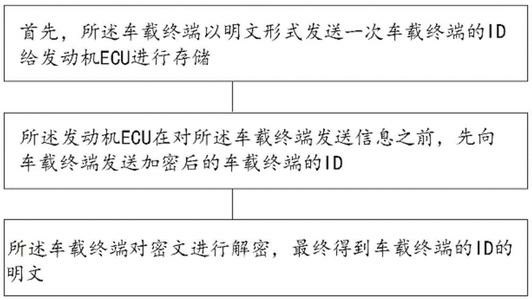 首先，所述车载终端以明文形式发送一次车载终端的ID
给发动机ECU进行存储
所述发动机ECU在对所述车载终端发送信息之前，先向
车载终端发送加密后的车载终端的ID
所述车载终端对密文进行解密，最终得到车载终端的ID的
明文